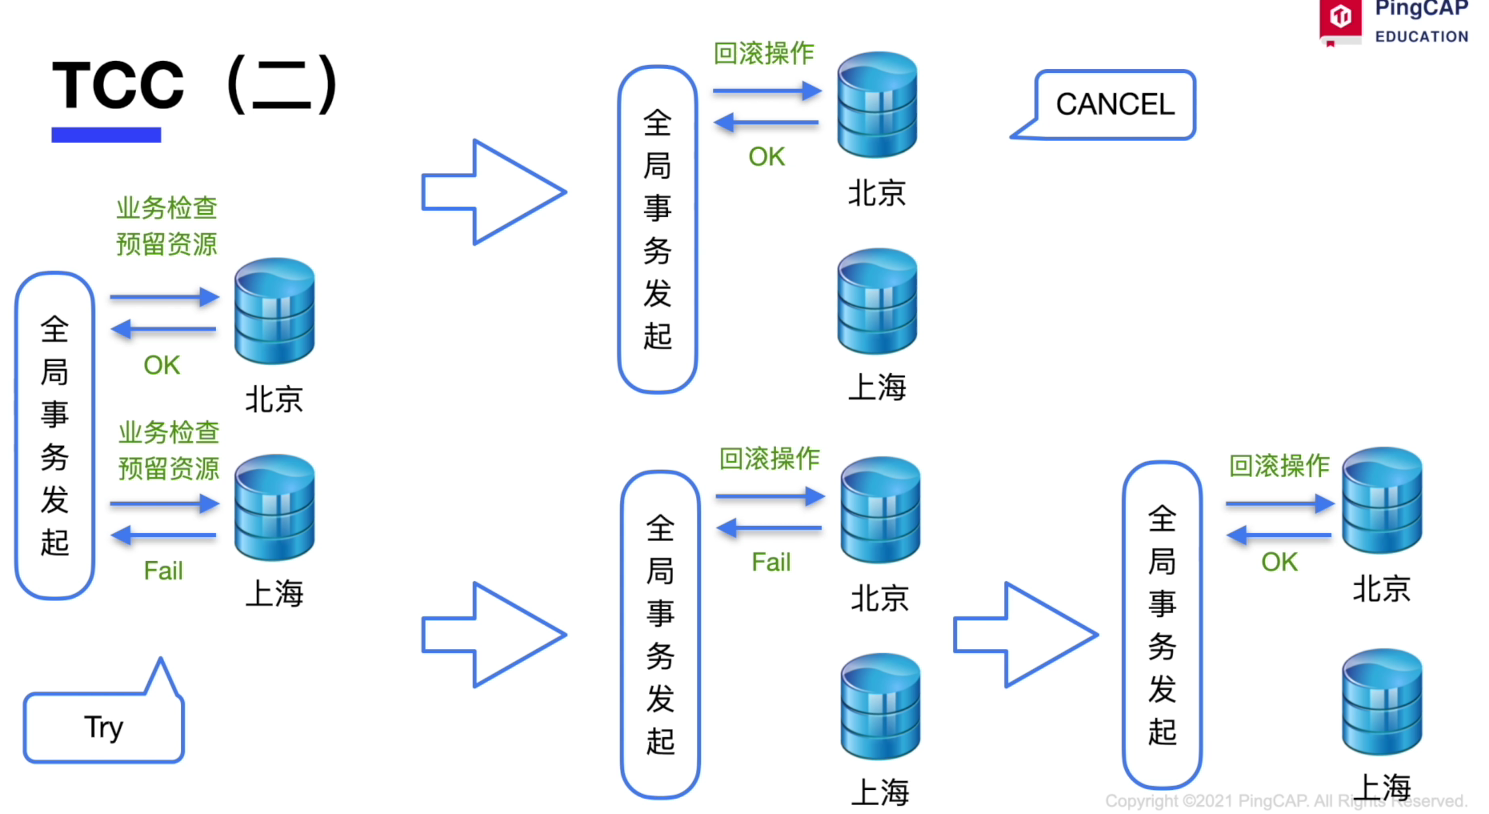 PingCAP
EDUCATION
TCC（二）
业务检查
预留资源
OK
北京
业务检查
预留资源
Fail
上海
全局事务发起
Try
回滚操作
OK
北京
上海
全局事务发起
CANCEL
回滚操作
Fail
北京
上海
全局事务发起
回滚操作
OK
北京
上海
全局事务发起
Copyright ©2021 PingCAP. All Rights Reserved.